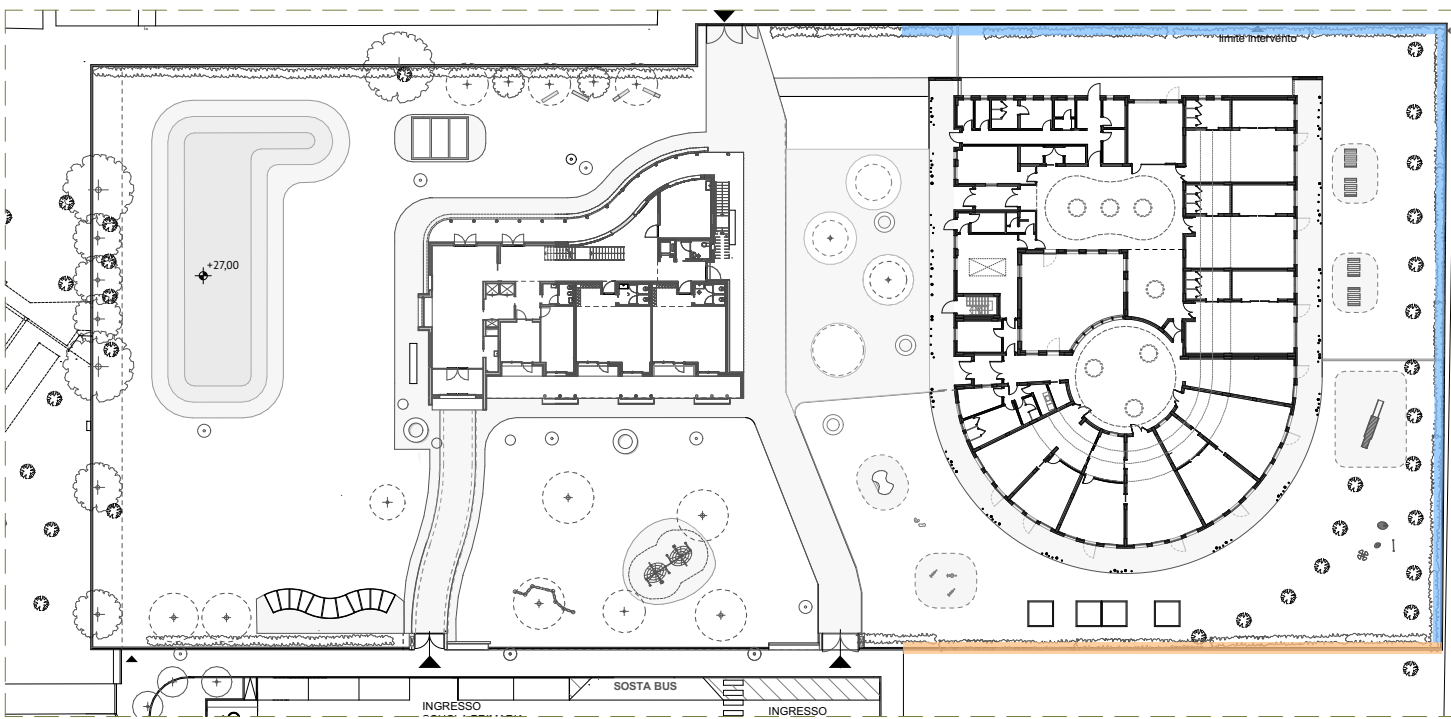 limite intervento
+27,00
SOSTA BUS
INGRESSO
INGRESSO